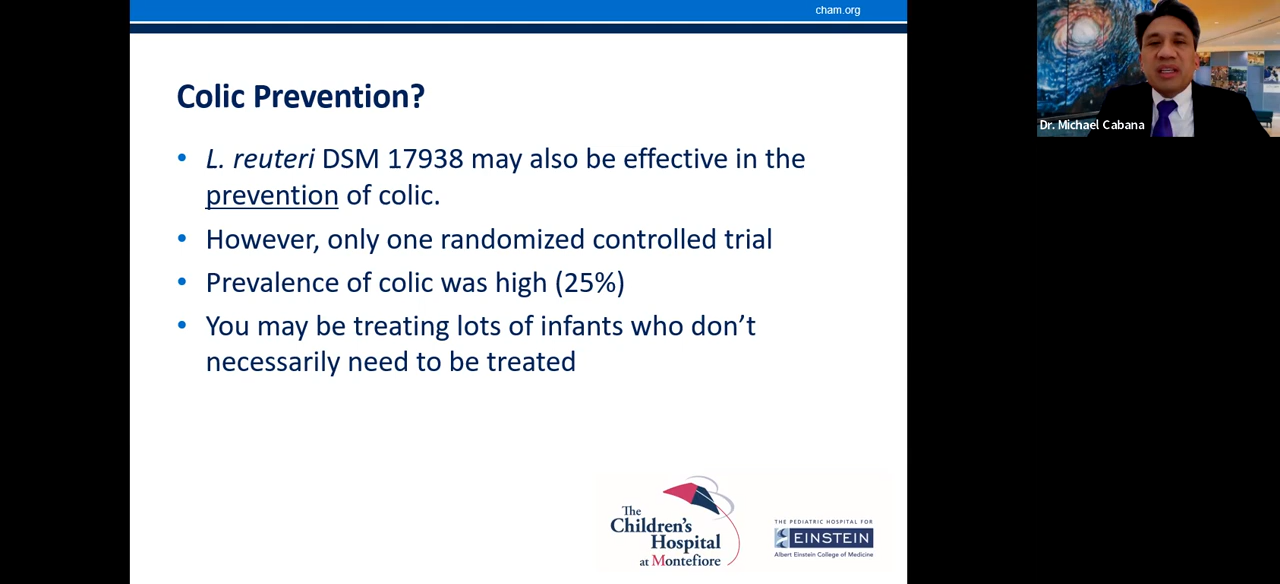 cham.org
Colic Prevention?
• L. reuteri DSM 17938 may also be effective in the
prevention of colic.
• However, only one randomized controlled trial
• Prevalence of colic was high (25%)
• You may be treating lots of infants who don’t
necessarily need to be treated
The
Children's
Hospital
at Montefiore
THE PEDIATRIC HOSPITAL FOR
EINSTEIN
Albert Einstein College of Medicine
Dr. Michael Cabana